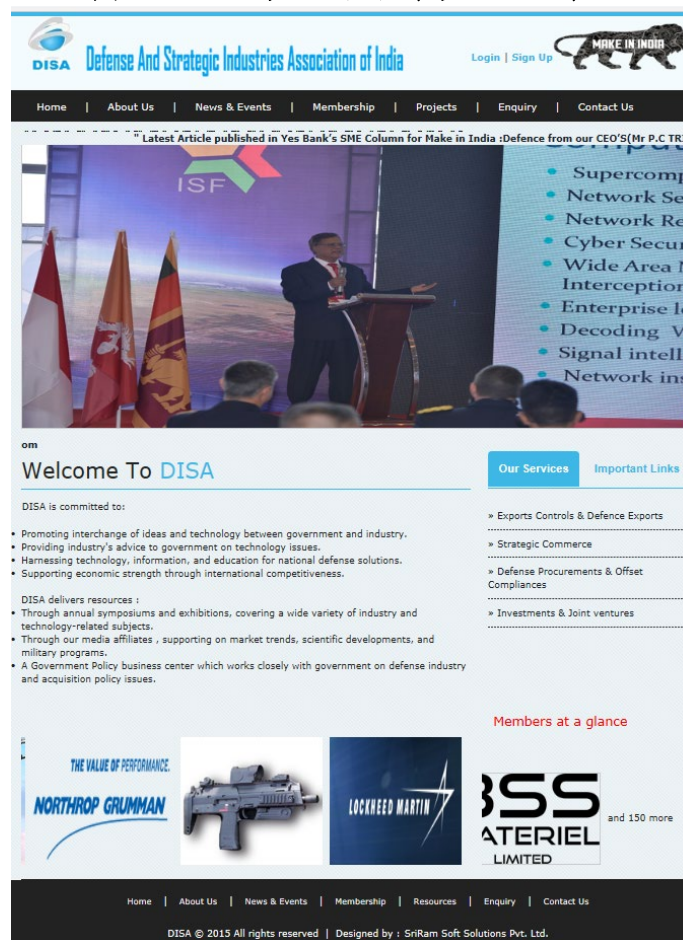 DISA Defense And Strategic Industries Association of India
Login | Sign Up
MAKE IN INDIA
Home | About Us | News & Events | Membership | Projects | Enquiry | Contact Us
" Latest Article published in Yes Bank's SME Column for Make in India :Defence from our CEO'S(Mr P.C
ISF
Supercomp
Network Se
Network Re
Cyber Secur
Wide Area
Interception
Enterprise
Decoding
Signal intell
Network ins
om
Welcome To DISA
Our Services
Important Links
DISA is committed to:
• Promoting interchange of ideas and technology between government and industry.
• Providing industry's advice to government on technology issues.
• Harnessing technology, information, and education for national defense solutions.
• Supporting economic strength through international competitiveness.
DISA delivers resources :
• Through annual symposiums and exhibitions, covering a wide variety of industry and
technology-related subjects.
• Through our media affiliates , supporting on market trends, scientific developments, and
military programs.
• A Government Policy business center which works closely with government on defense industry
and acquisition policy issues.
» Exports Controls & Defence Exports
» Strategic Commerce
» Defense Procurements & Offset
Compliances
» Investments & Joint ventures
Members at a glance
THE VALUE OF PERFORMANCE.
NORTHROP GRUMMAN
LOCKHEED MARTIN
BSS
ATERIEL
LIMITED
and 150 more
Home | About Us | News & Events | Membership | Resources | Enquiry | Contact Us
DISA © 2015 All rights reserved | Designed by : SriRam Soft Solutions Pvt. Ltd.